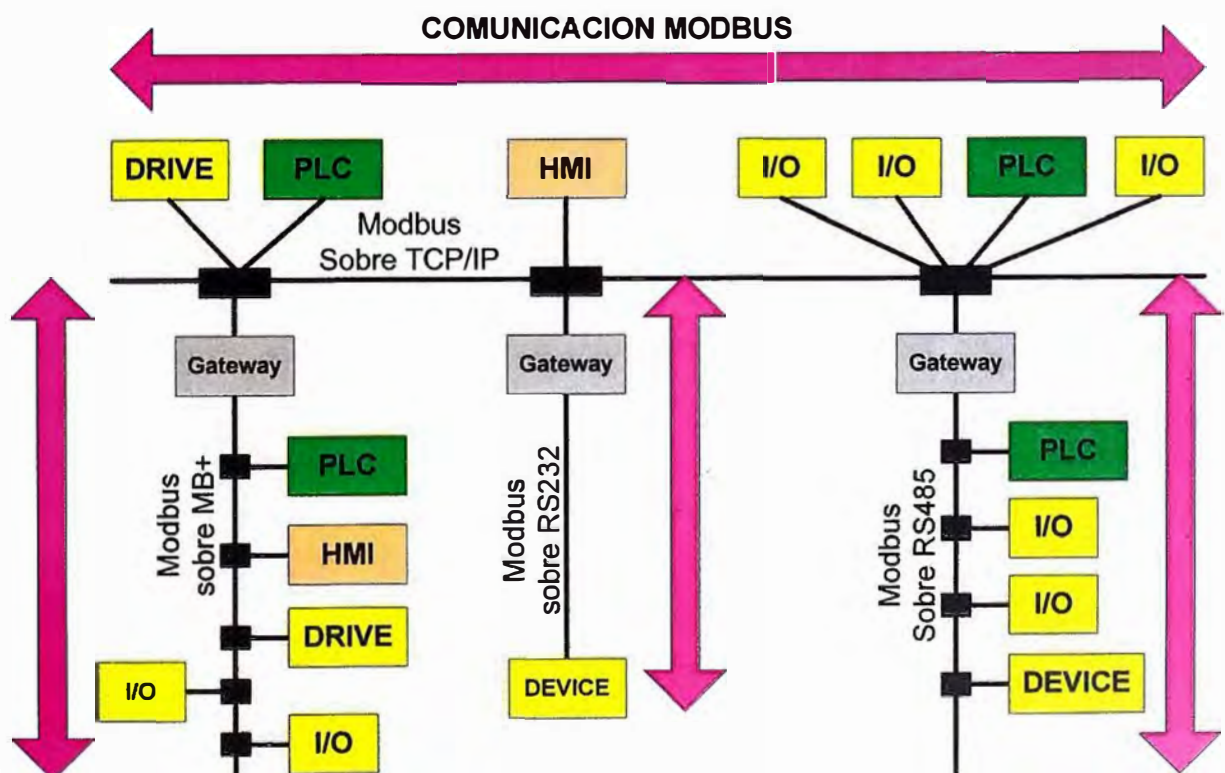 COMUNICACION MODBUS
DRIVE
PLC
HMI
I/O
I/O
PLC
I/O
Modbus
Sobre TCP/IP
Gateway
Gateway
Gateway
Modbus
sobre MB+
PLC
HMI
DRIVE
I/O
I/O
Modbus
sobre RS232
DEVICE
Modbus
Sobre RS485
PLC
I/O
I/O
DEVICE